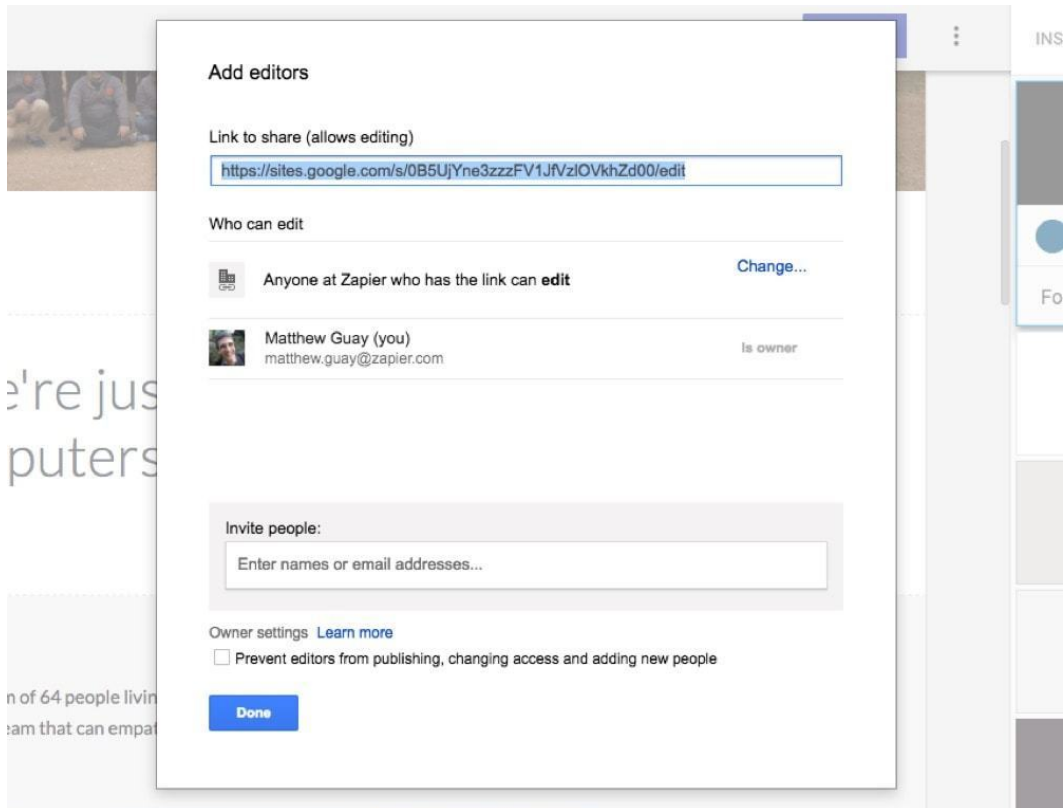 INS
Add editors
Link to share (allows editing)
https://sites.google.com/s/0B5UjYne3zzzFV1JfVzlOVkhZd00/edit
Who can edit
Anyone at Zapier who has the link can edit
Change...
Matthew Guay (you)
matthew.guay@zapier.com
Is owner
Fo
e're jus
puters
Invite people:
Enter names or email addresses...
Owner settings Learn more
Prevent editors from publishing, changing access and adding new people
Done
n of 64 people livin
eam that can empat